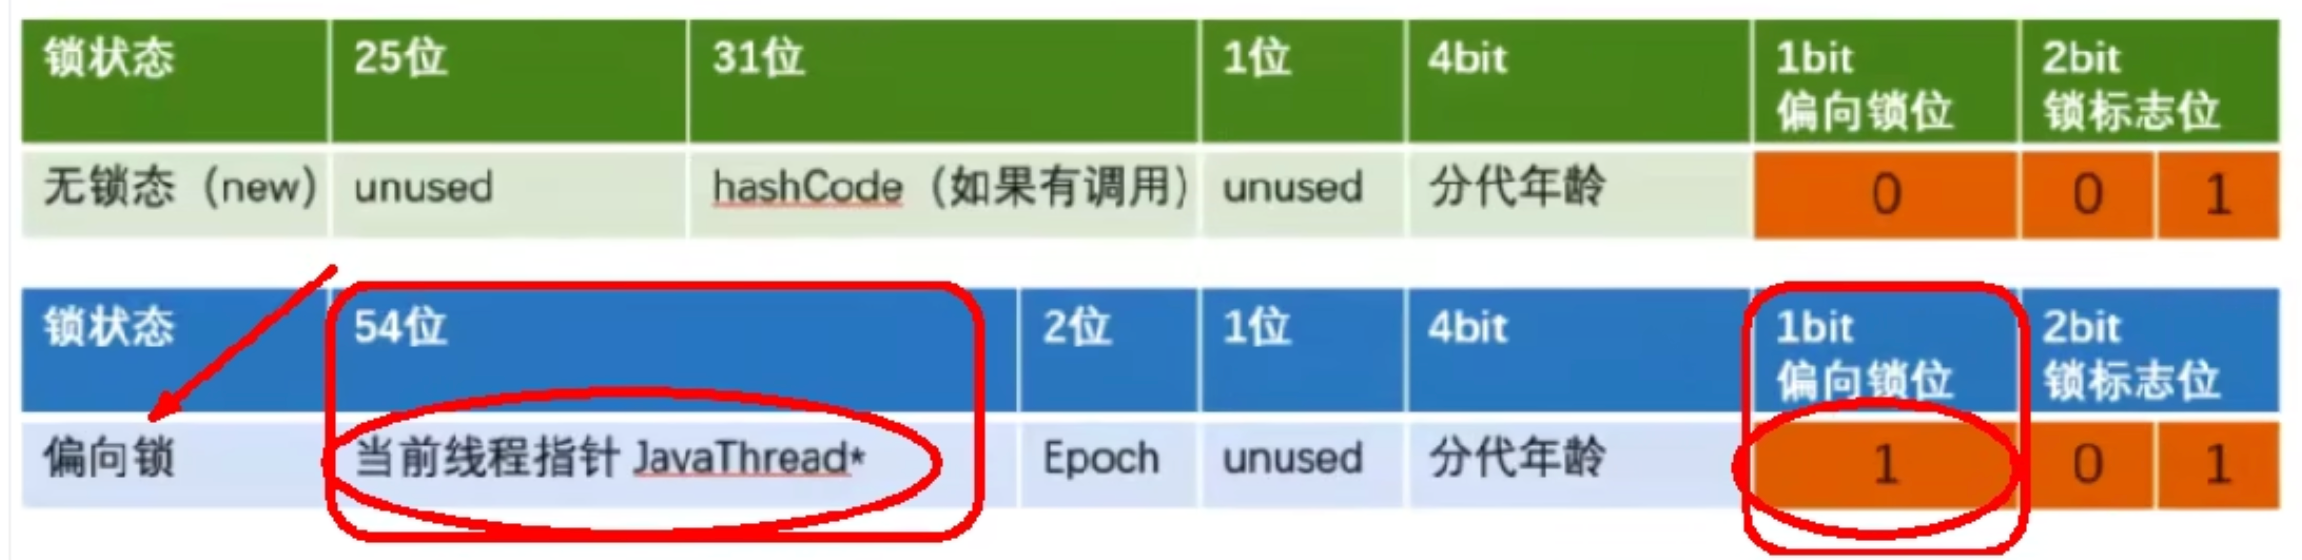 锁状态 25位 31位 1位 4bit 1bit 2bit
偏向锁位 锁标志位
无锁态（new） unused hashCode（如果有调用） unused 分代年龄 0 0 1
锁状态 54位 2位 1位 4bit 1bit 2bit
偏向锁位 锁标志位
偏向锁 当前线程指针 JavaThread* Epoch unused 分代年龄 1 0 1